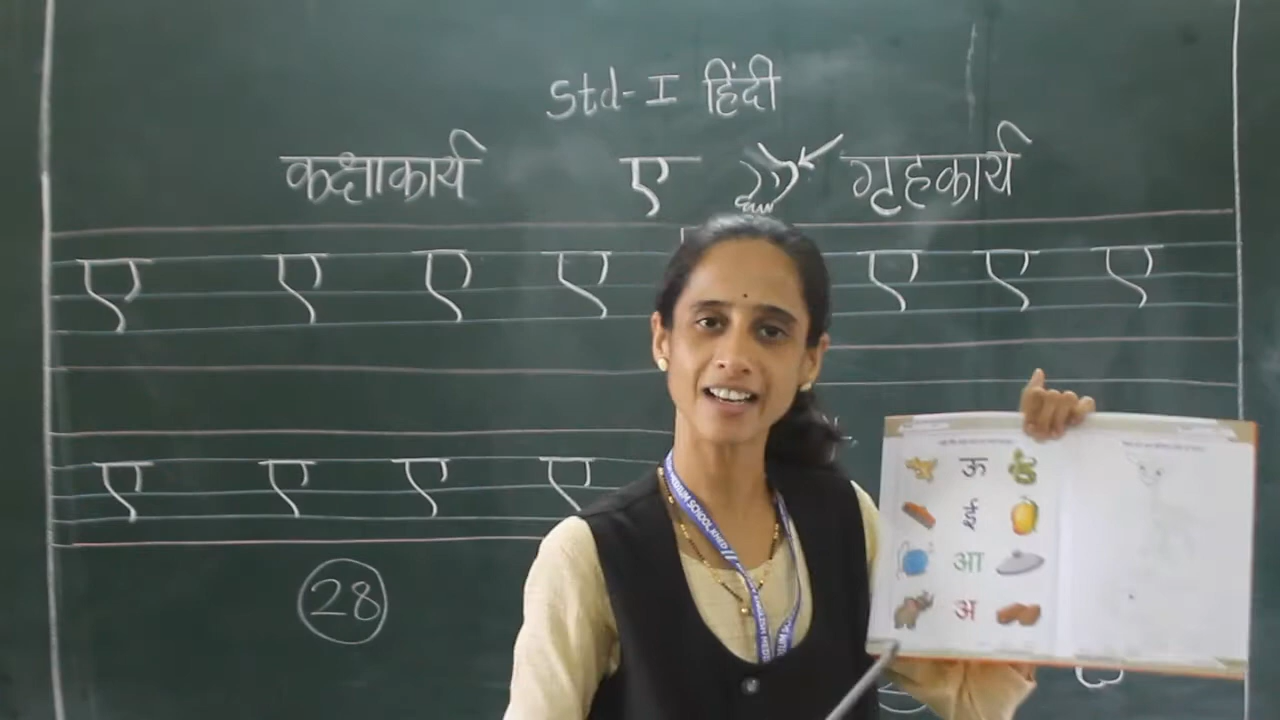 Std-I हिंदी
कक्षाकार्य ए गृहकार्य
ए ए ए ए ए ए ए
ए ए ए ए
28
ऊ
ई
आ
अ